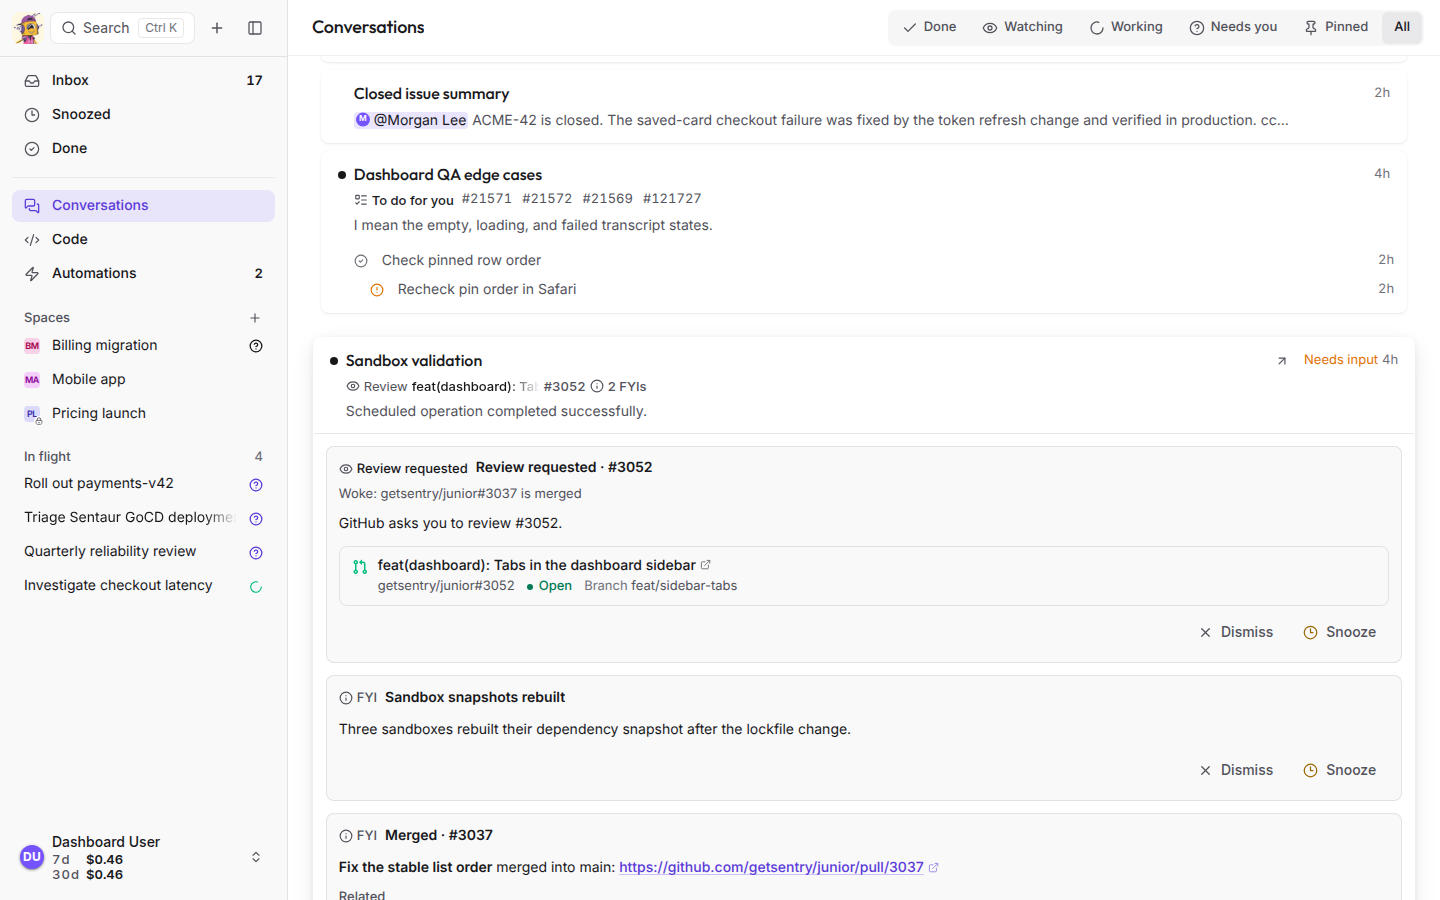 Search Ctrl K
Inbox 17
Snoozed
Done
Conversations
Code
Automations 2
Spaces
BM Billing migration
MA Mobile app
PL Pricing launch
In flight 4
Roll out payments-v42
Triage Sentaur GoCD deployme
Quarterly reliability review
Investigate checkout latency
DU Dashboard User
7d $0.46
30d $0.46
Conversations
Done Watching Working Needs you Pinned All
Closed issue summary 2h
M @Morgan Lee ACME-42 is closed. The saved-card checkout failure was fixed by the token refresh change and verified in production. cc...
Dashboard QA edge cases 4h
To do for you #21571 #21572 #21569 #121727
I mean the empty, loading, and failed transcript states.
Check pinned row order 2h
Recheck pin order in Safari 2h
Sandbox validation Needs input 4h
Review feat(dashboard): Tab #3052 2 FYIs
Scheduled operation completed successfully.
Review requested Review requested · #3052
Woke: getsentry/junior#3037 is merged
GitHub asks you to review #3052.
feat(dashboard): Tabs in the dashboard sidebar
getsentry/junior#3052 Open Branch feat/sidebar-tabs
Dismiss Snooze
FYI Sandbox snapshots rebuilt
Three sandboxes rebuilt their dependency snapshot after the lockfile change.
Dismiss Snooze
FYI Merged · #3037
Fix the stable list order merged into main: https://github.com/getsentry/junior/pull/3037
Related